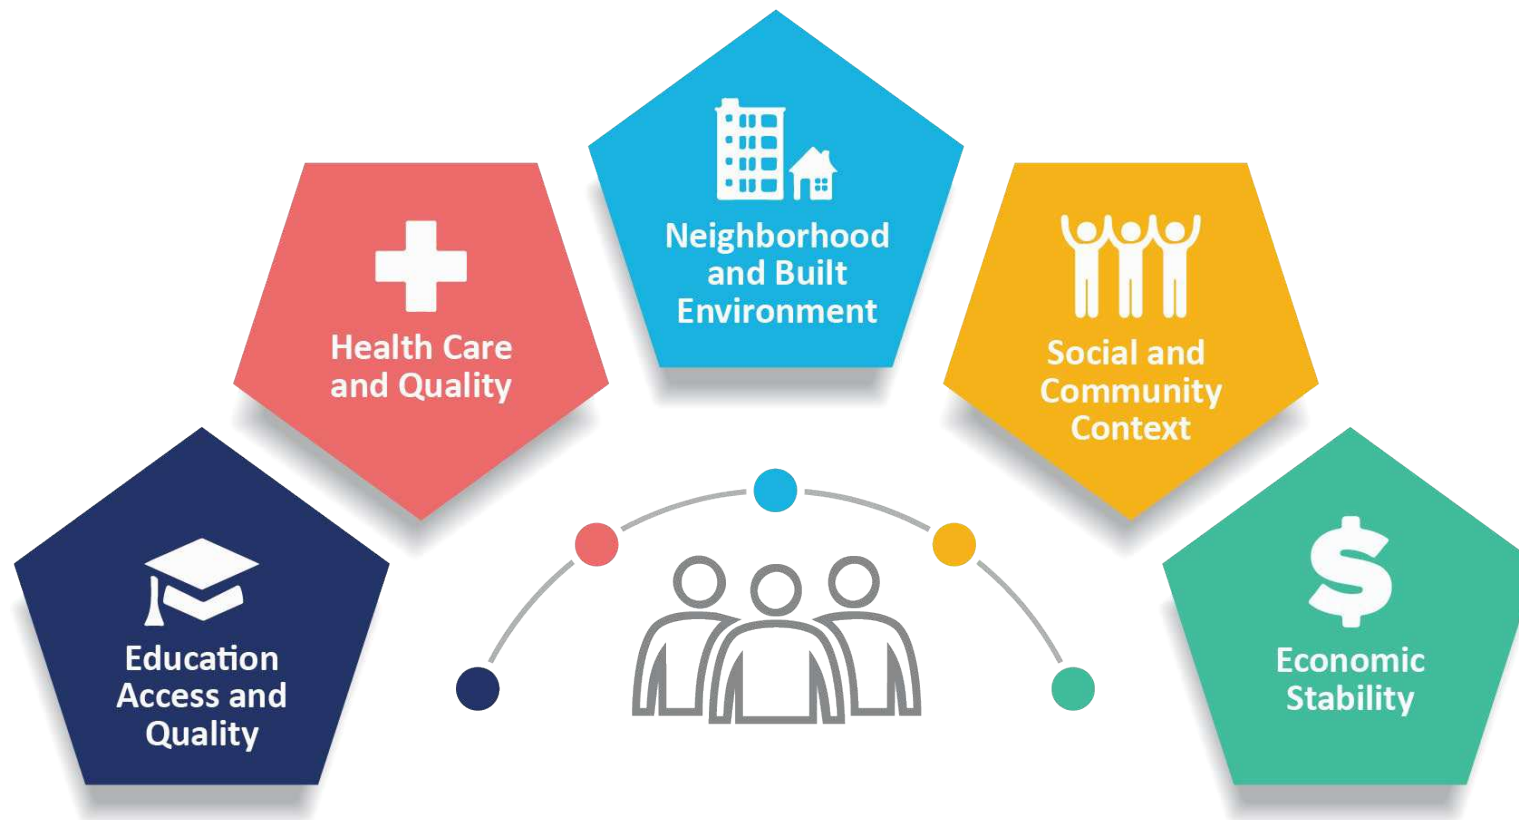 Neighborhood
and Built
Environment
Health Care
and Quality
Social and
Community
Context
Education
Access and
Quality
$
Economic
Stability